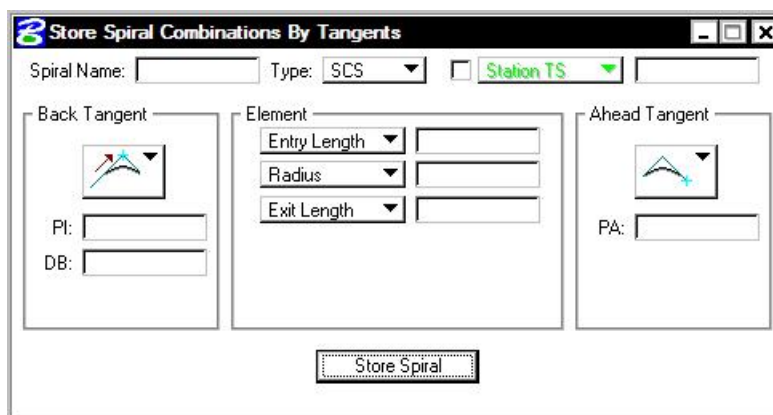 Store Spiral Combinations By Tangents
Spiral Name: Type: SCS Station TS
Back Tangent Element Ahead Tangent
Entry Length
Radius
Exit Length
PI: PA:
DB:
Store Spiral